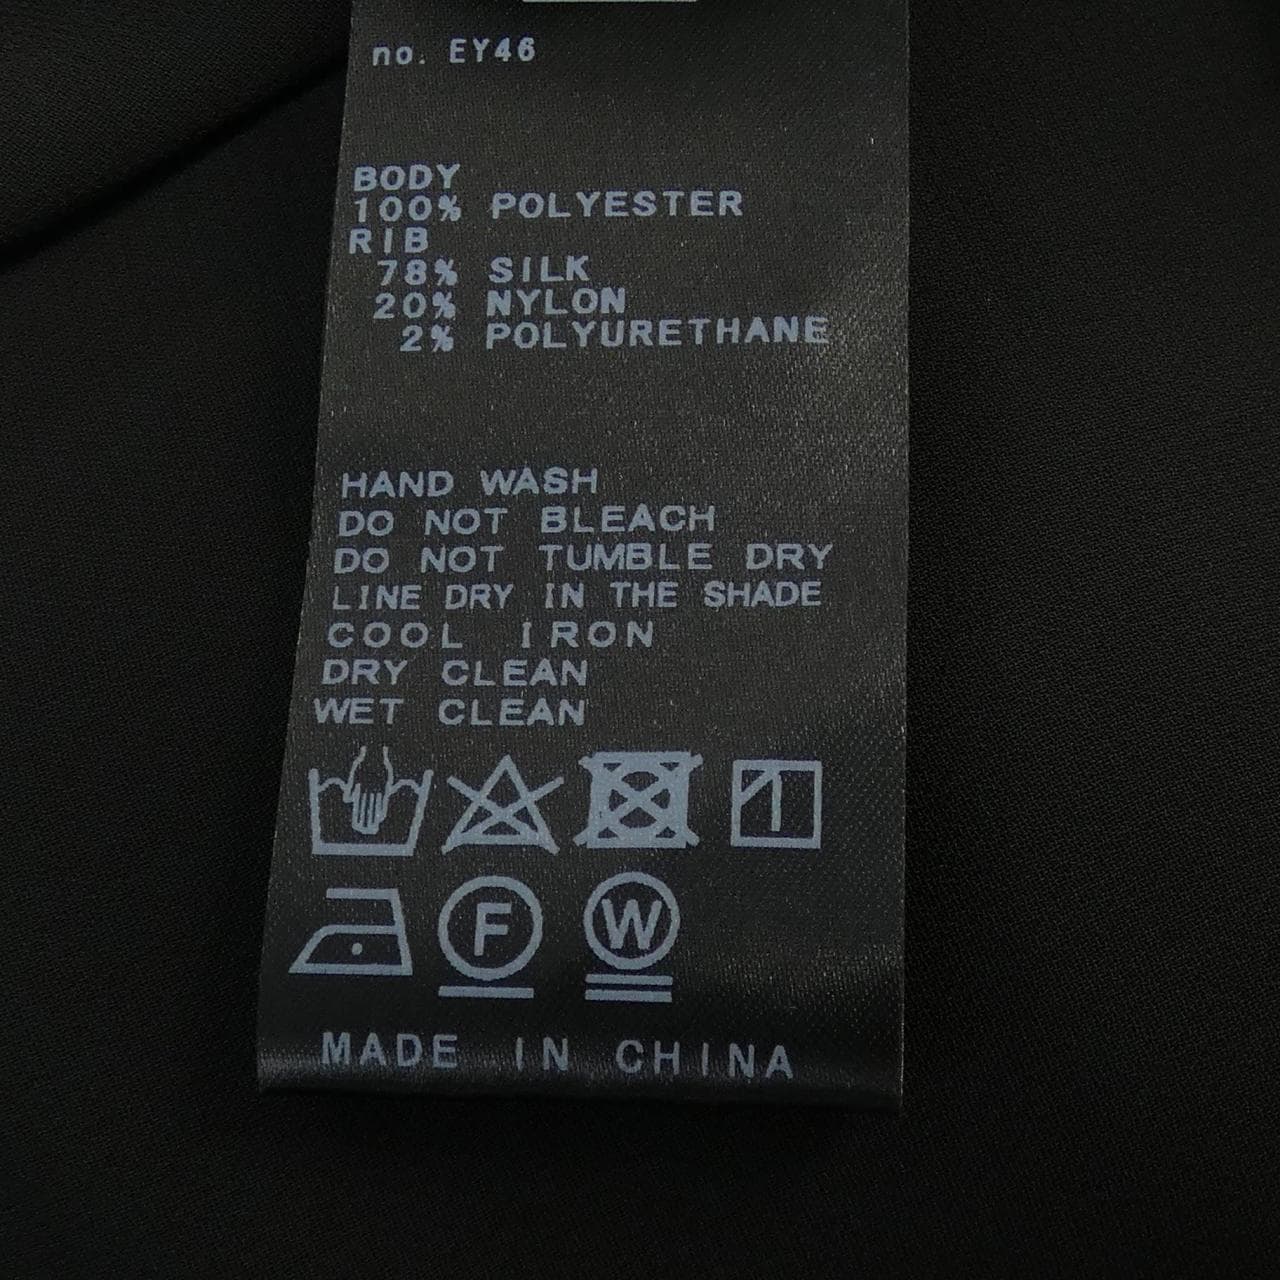 no. EY46
BODY
100% POLYESTER
RIB
78% SILK
20% NYLON
2% POLYURETHANE
HAND WASH
DO NOT BLEACH
DO NOT TUMBLE DRY
LINE DRY IN THE SHADE
COOL IRON
DRY CLEAN
WET CLEAN
F W
MADE IN CHINA